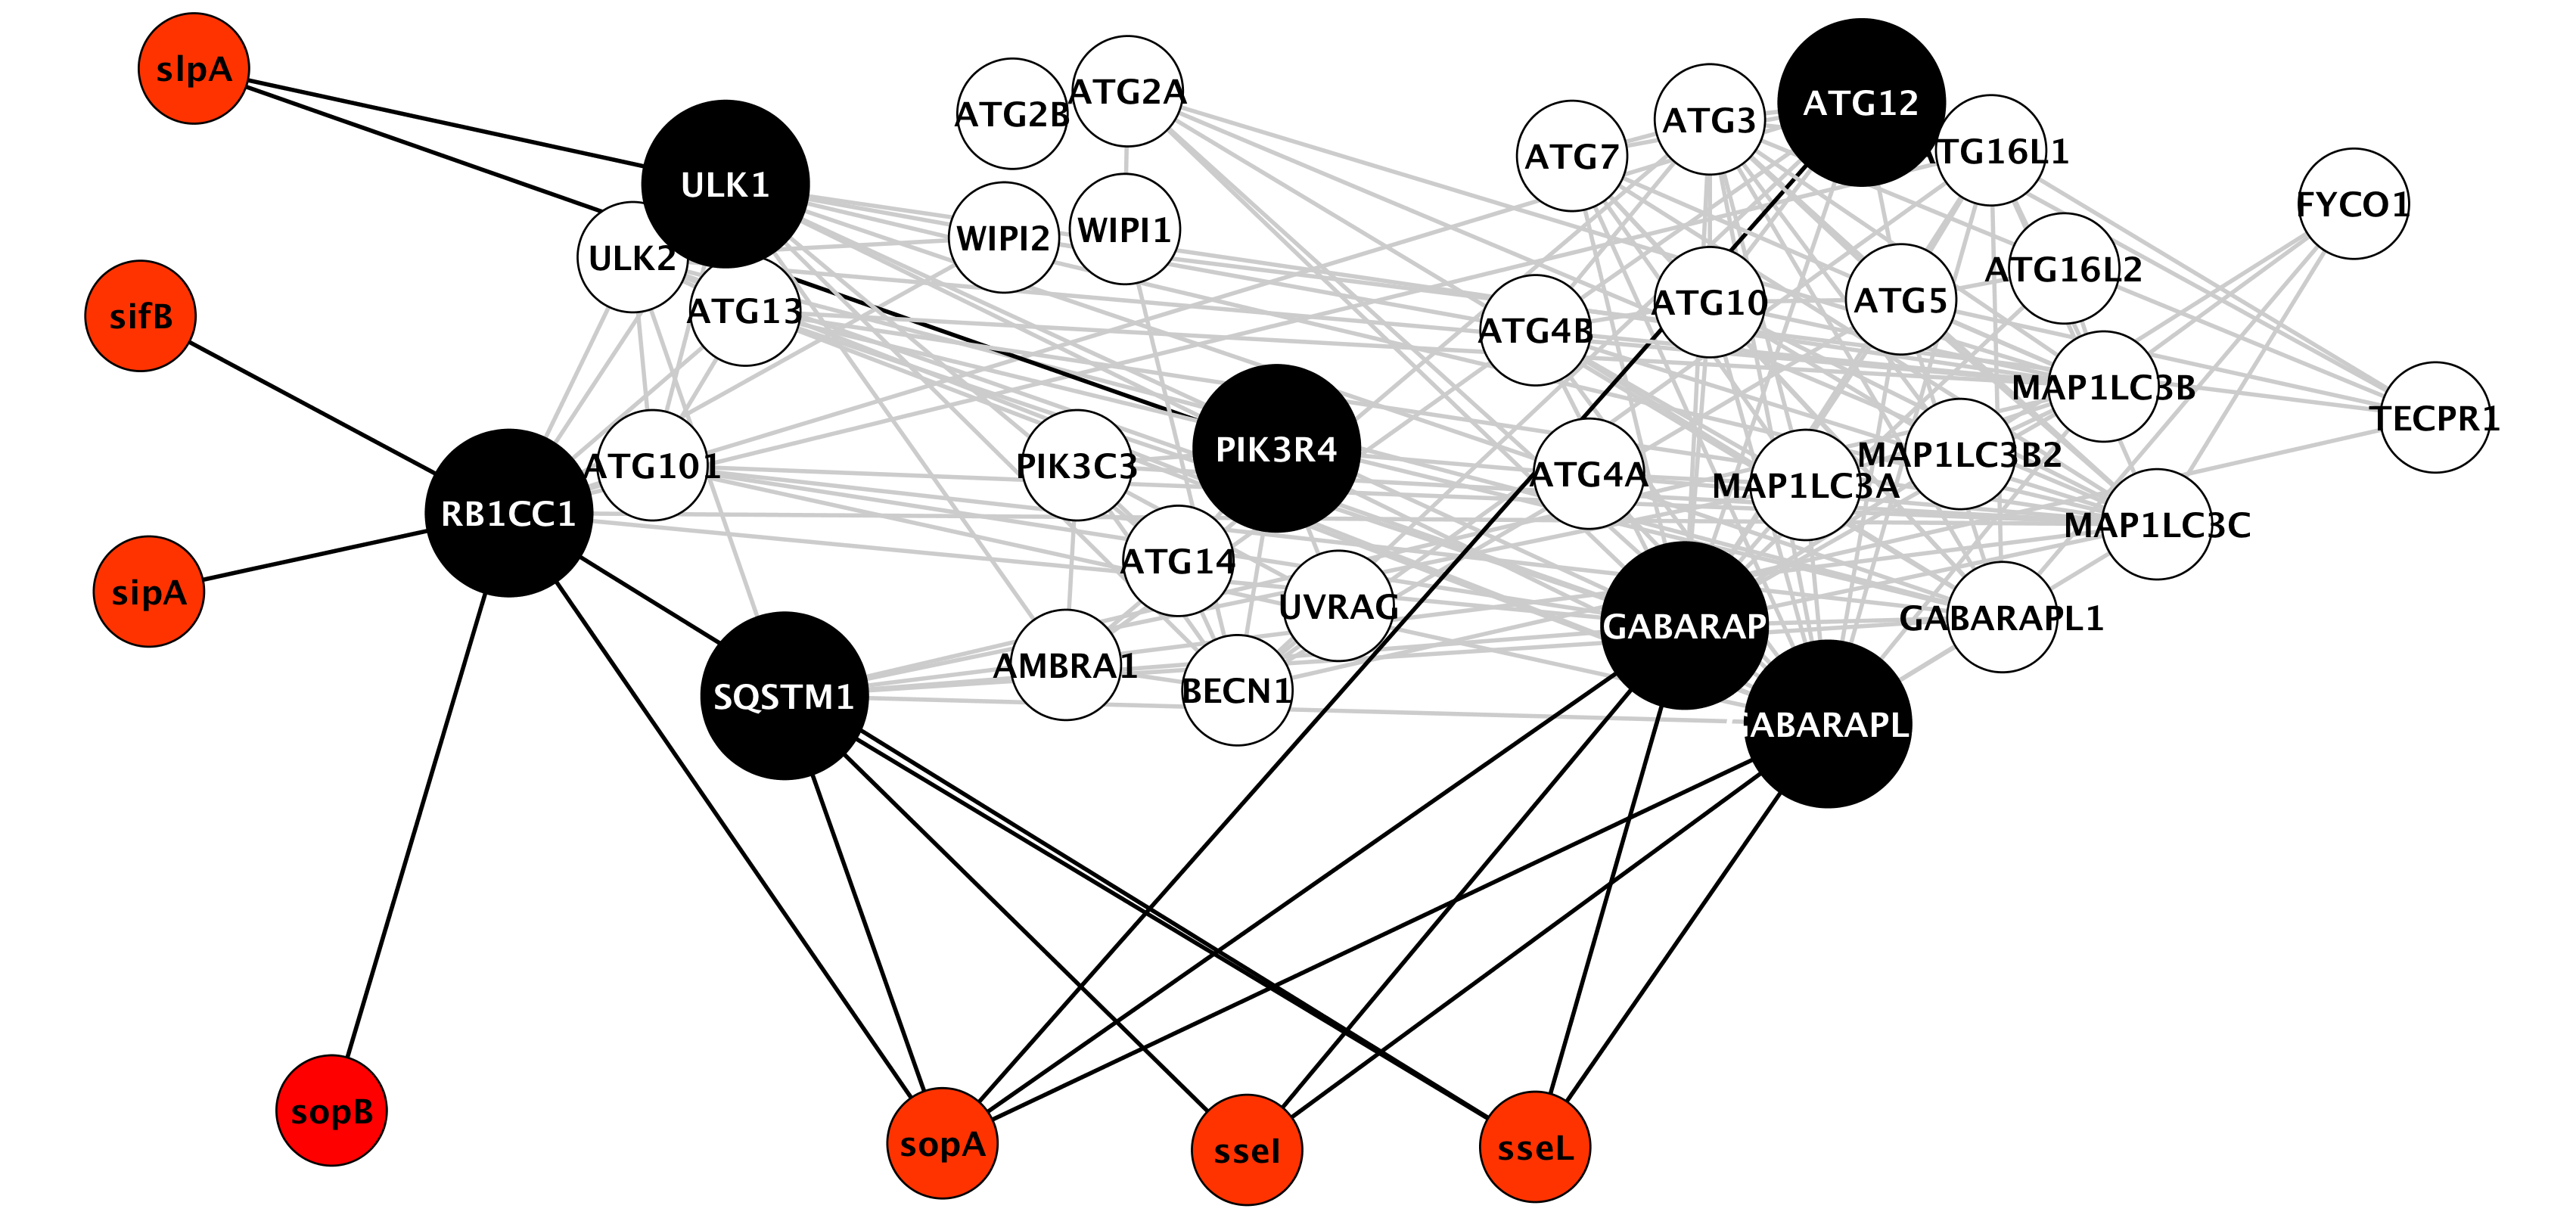 slpA
ATG2B
ATG2A
ATG3
ATG12
ATG7
ATG16L1
ULK1
FYCO1
WIPI2
WIPI1
ULK2
ATG16L2
sifB
ATG13
ATG4B
ATG10
ATG5
MAP1LC3B
TECPR1
PIK3R4
MAP1LC3B2
ATG101
PIK3C3
ATG4A
MAP1LC3A
RB1CC1
MAP1LC3C
ATG14
sipA
UVRAG
GABARAP
GABARAPL1
AMBRA1
BECN1
SQSTM1
ABARAPL
sopB
sopA
sseI
sseL